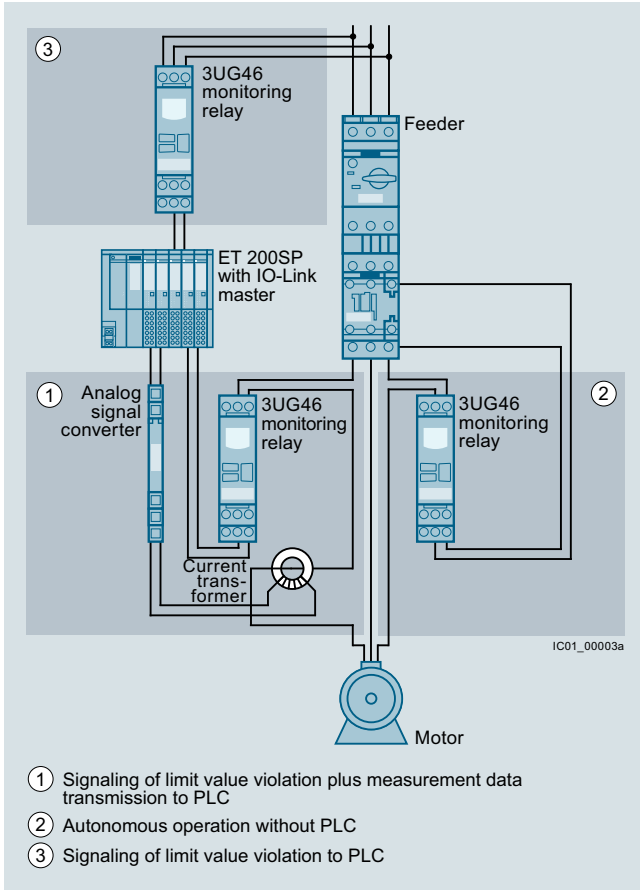 3
3UG46
monitoring
relay
Feeder
ET 200SP
with IO-Link
master
1
Analog
signal
converter
3UG46
monitoring
relay
2
3UG46
monitoring
relay
Current
trans-
former
IC01_00003a
Motor
1 Signaling of limit value violation plus measurement data
transmission to PLC
2 Autonomous operation without PLC
3 Signaling of limit value violation to PLC